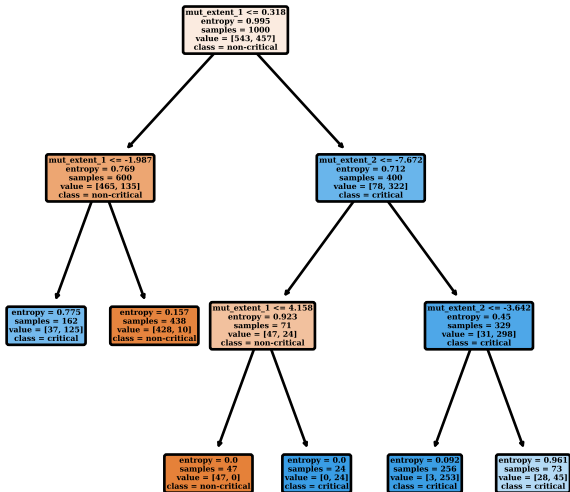 mut_extent_1 <= 0.318
entropy = 0.995
samples = 1000
value = [543, 457]
class = non-critical
mut_extent_1 <= -1.987
entropy = 0.769
samples = 600
value = [465, 135]
class = non-critical
mut_extent_2 <= -7.672
entropy = 0.712
samples = 400
value = [78, 322]
class = critical
entropy = 0.775
samples = 162
value = [37, 125]
class = critical
entropy = 0.157
samples = 438
value = [428, 10]
class = non-critical
mut_extent_1 <= 4.158
entropy = 0.923
samples = 71
value = [47, 24]
class = non-critical
mut_extent_2 <= -3.642
entropy = 0.45
samples = 329
value = [31, 298]
class = critical
entropy = 0.0
samples = 47
value = [47, 0]
class = non-critical
entropy = 0.0
samples = 24
value = [0, 24]
class = critical
entropy = 0.092
samples = 256
value = [3, 253]
class = critical
entropy = 0.961
samples = 73
value = [28, 45]
class = critical